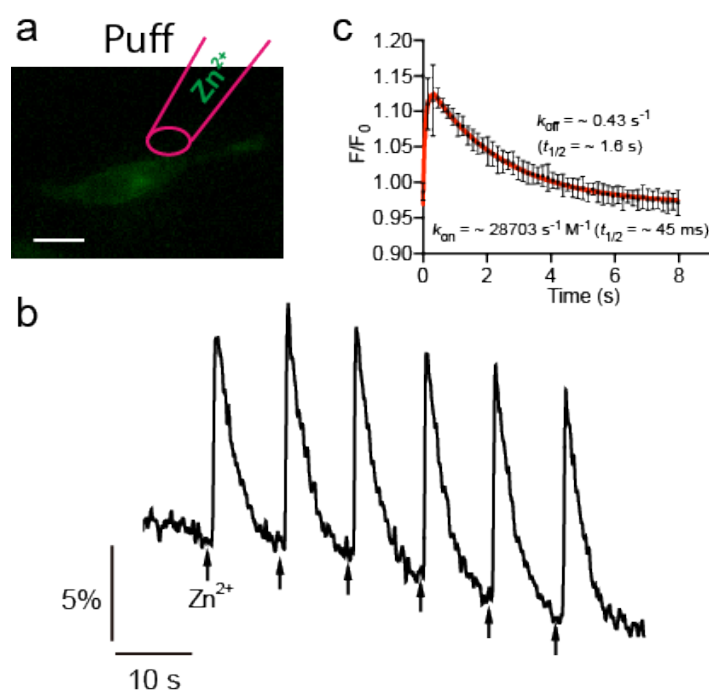 a
Puff
Zn²⁺
c
F/F₀
1.20
1.15
1.10
1.05
1.00
0.95
0.90
k_off = ~ 0.43 s⁻¹
(t₁/₂ = ~ 1.6 s)
k_on = ~ 28703 s⁻¹ M⁻¹ (t₁/₂ = ~ 45 ms)
0 2 4 6 8
Time (s)
b
5%
Zn²⁺
10 s